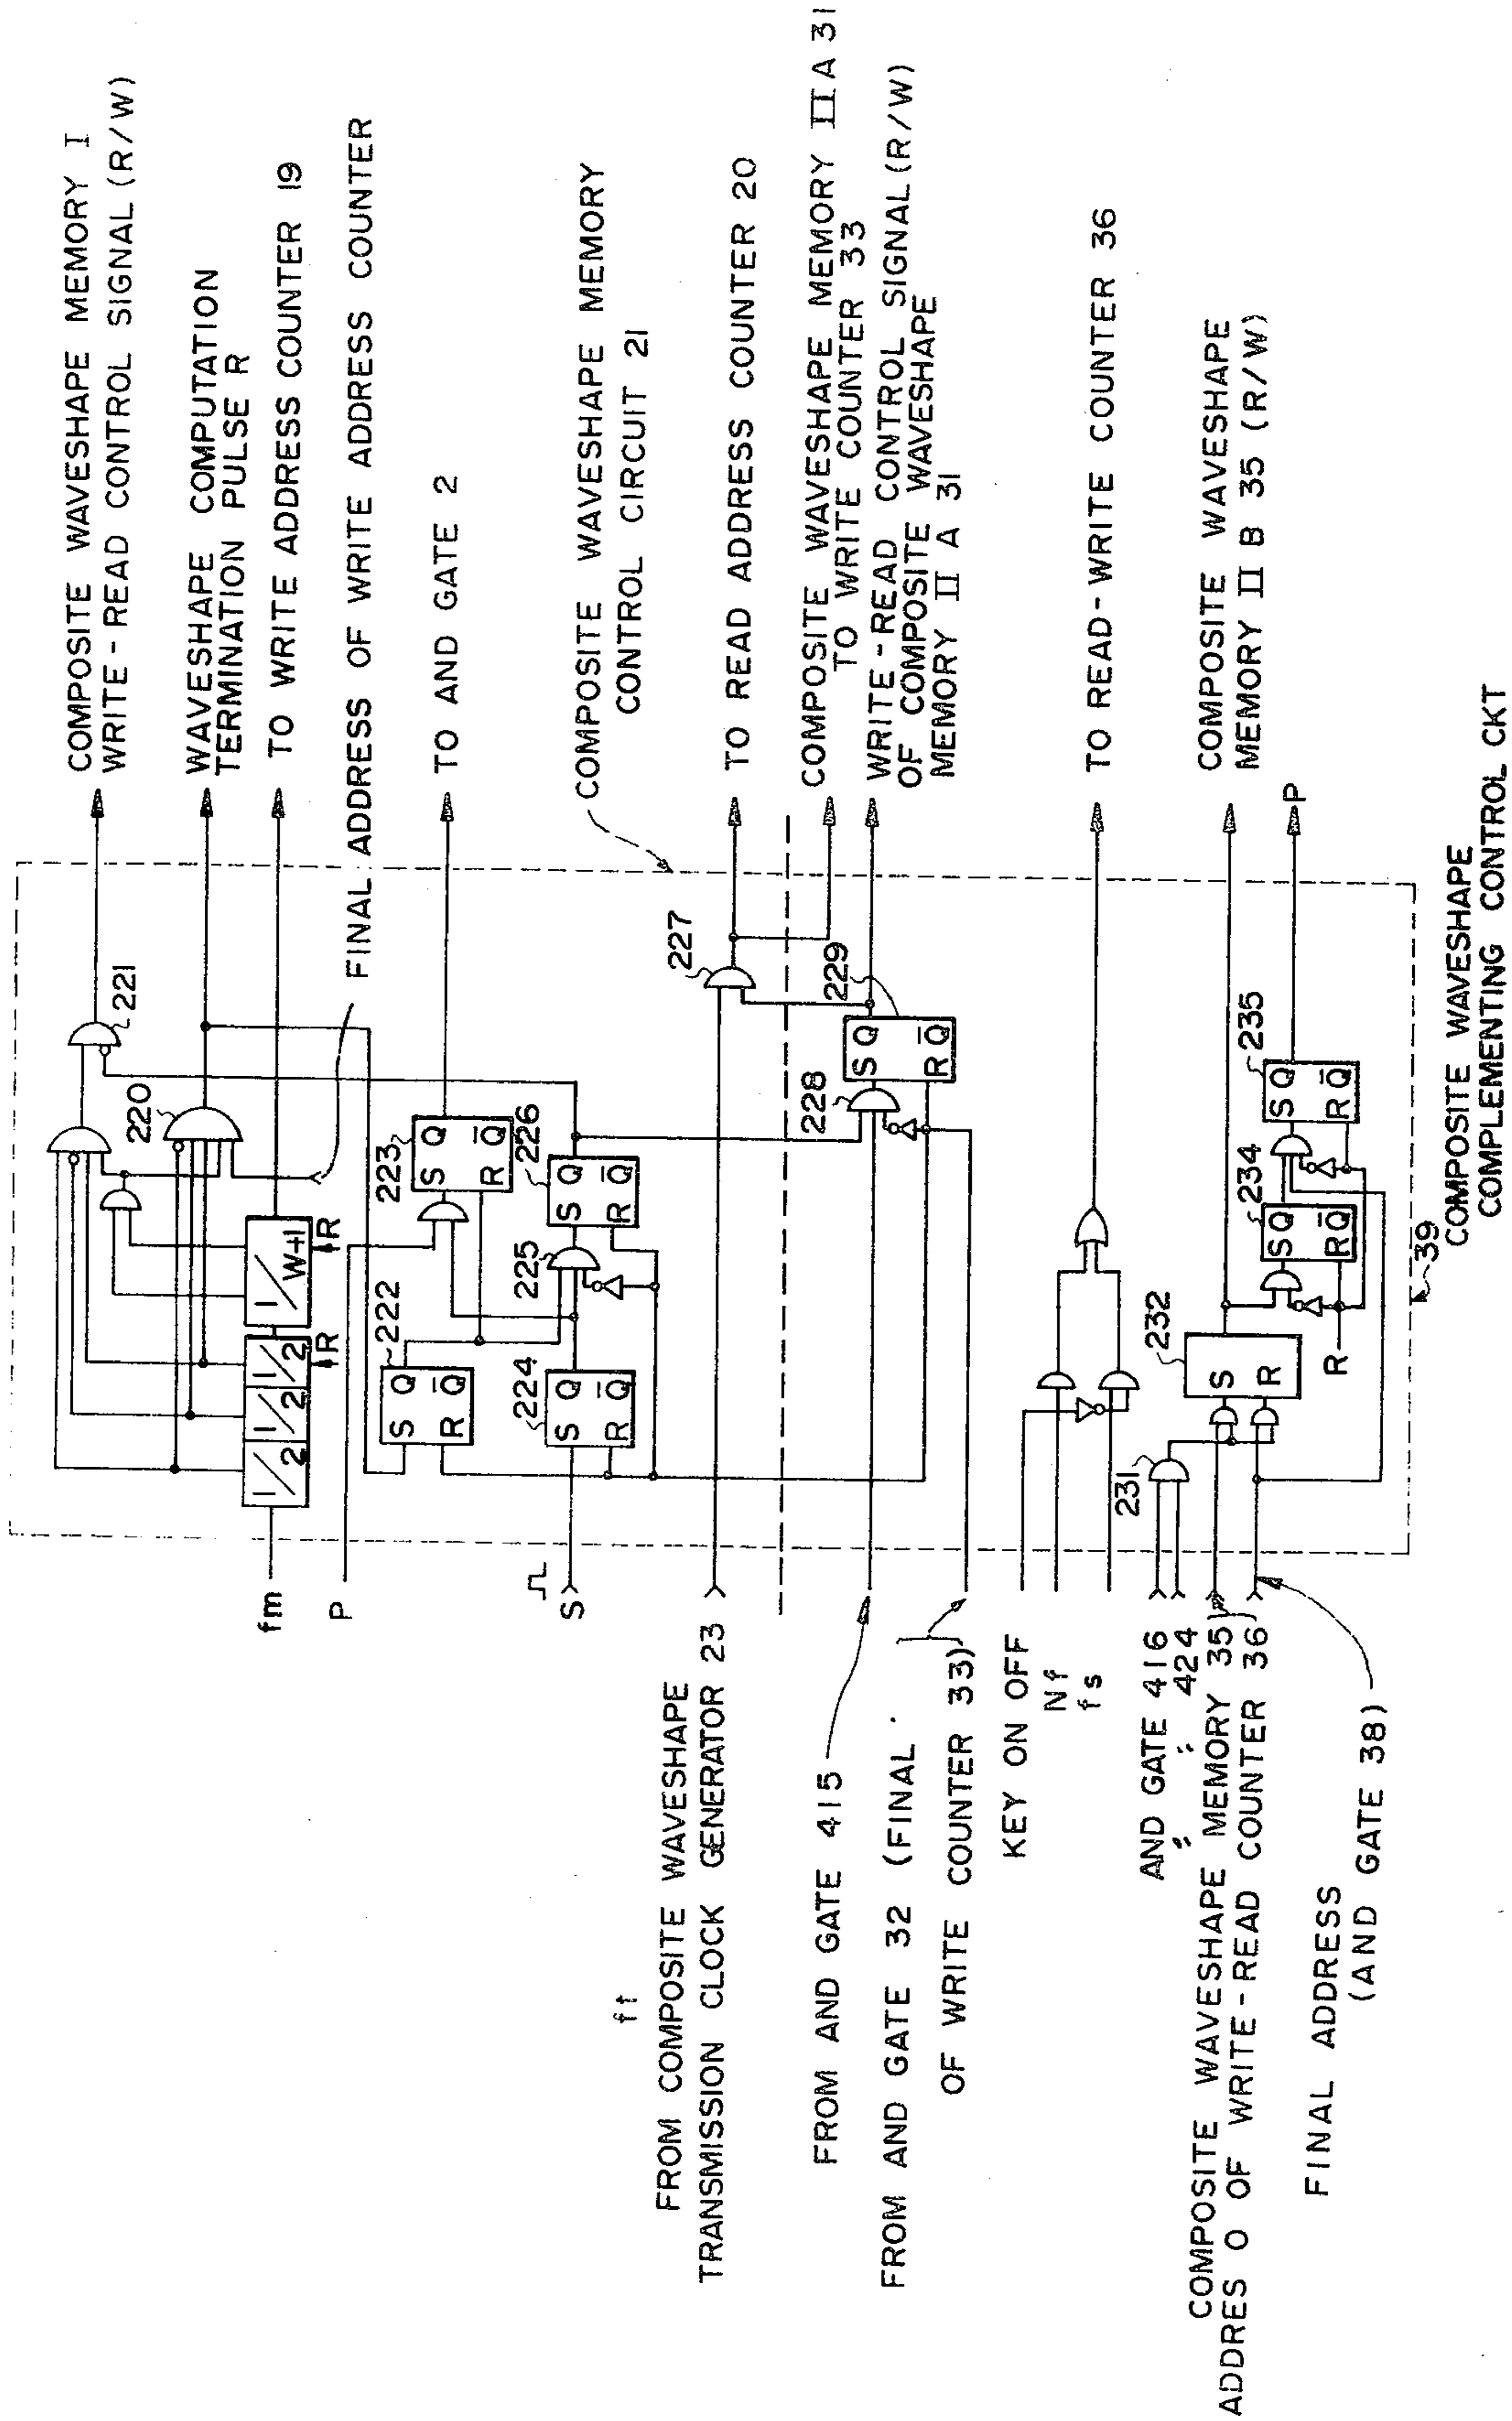 COMPOSITE WAVESHAPE MEMORY I
WRITE-READ CONTROL SIGNAL (R/W)
WAVESHAPE COMPUTATION
TERMINATION PULSE R
TO WRITE ADDRESS COUNTER 19
FINAL ADDRESS OF WRITE ADDRESS COUNTER
TO AND GATE 2
COMPOSITE WAVESHAPE MEMORY
CONTROL CIRCUIT 21
TO READ ADDRESS COUNTER 20
COMPOSITE WAVESHAPE MEMORY II A 31
TO WRITE COUNTER 33
WRITE-READ CONTROL SIGNAL (R/W)
OF COMPOSITE WAVESHAPE
MEMORY II A 31
TO READ-WRITE COUNTER 36
COMPOSITE WAVESHAPE
MEMORY II B 35 (R/W)
P
221
220
1/2
1/2
1/2
R
1/W+1
R
222
S Q
R Q̄
223
S Q
R Q̄
224
S Q
R Q̄
225
226
S Q
R Q̄
227
228
229
S Q
R Q̄
231
232
S
R
R
234
S Q
R Q̄
235
S Q
R Q̄
39
COMPOSITE WAVESHAPE
COMPLEMENTING CONTROL CKT
fm
P
S
ft
FROM COMPOSITE WAVESHAPE
TRANSMISSION CLOCK GENERATOR 23
FROM AND GATE 415
FROM AND GATE 32 (FINAL
OF WRITE COUNTER 33)
KEY ON OFF
Nf
fs
AND GATE 416
" " 424
COMPOSITE WAVESHAPE MEMORY 35
ADDRES O OF WRITE-READ COUNTER 36
FINAL ADDRESS
(AND GATE 38)